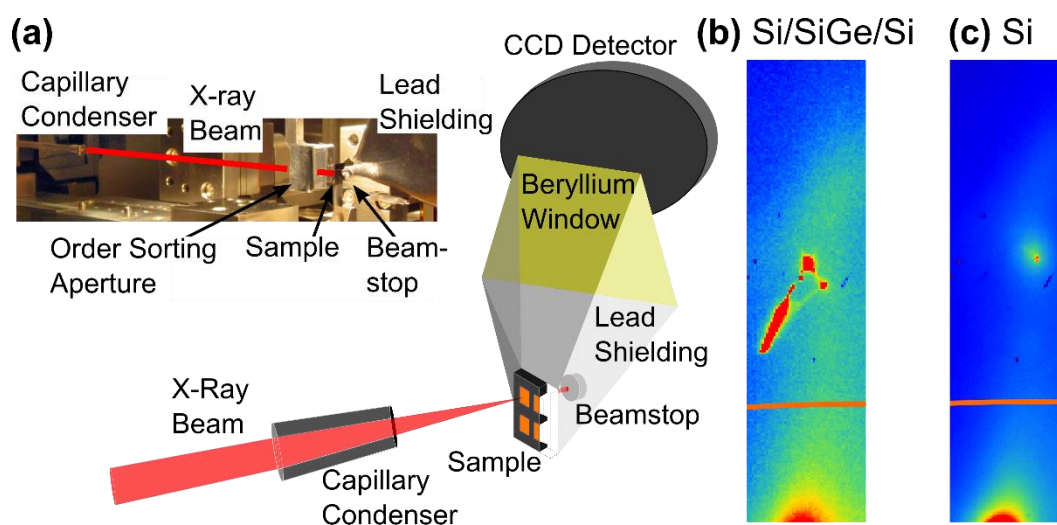 (a)
Capillary
Condenser
X-ray
Beam
Lead
Shielding
Order Sorting
Aperture
Sample
Beam-
stop
CCD Detector
Beryllium
Window
Lead
Shielding
X-Ray
Beam
Capillary
Condenser
Sample
Beamstop
(b) Si/SiGe/Si
(c) Si